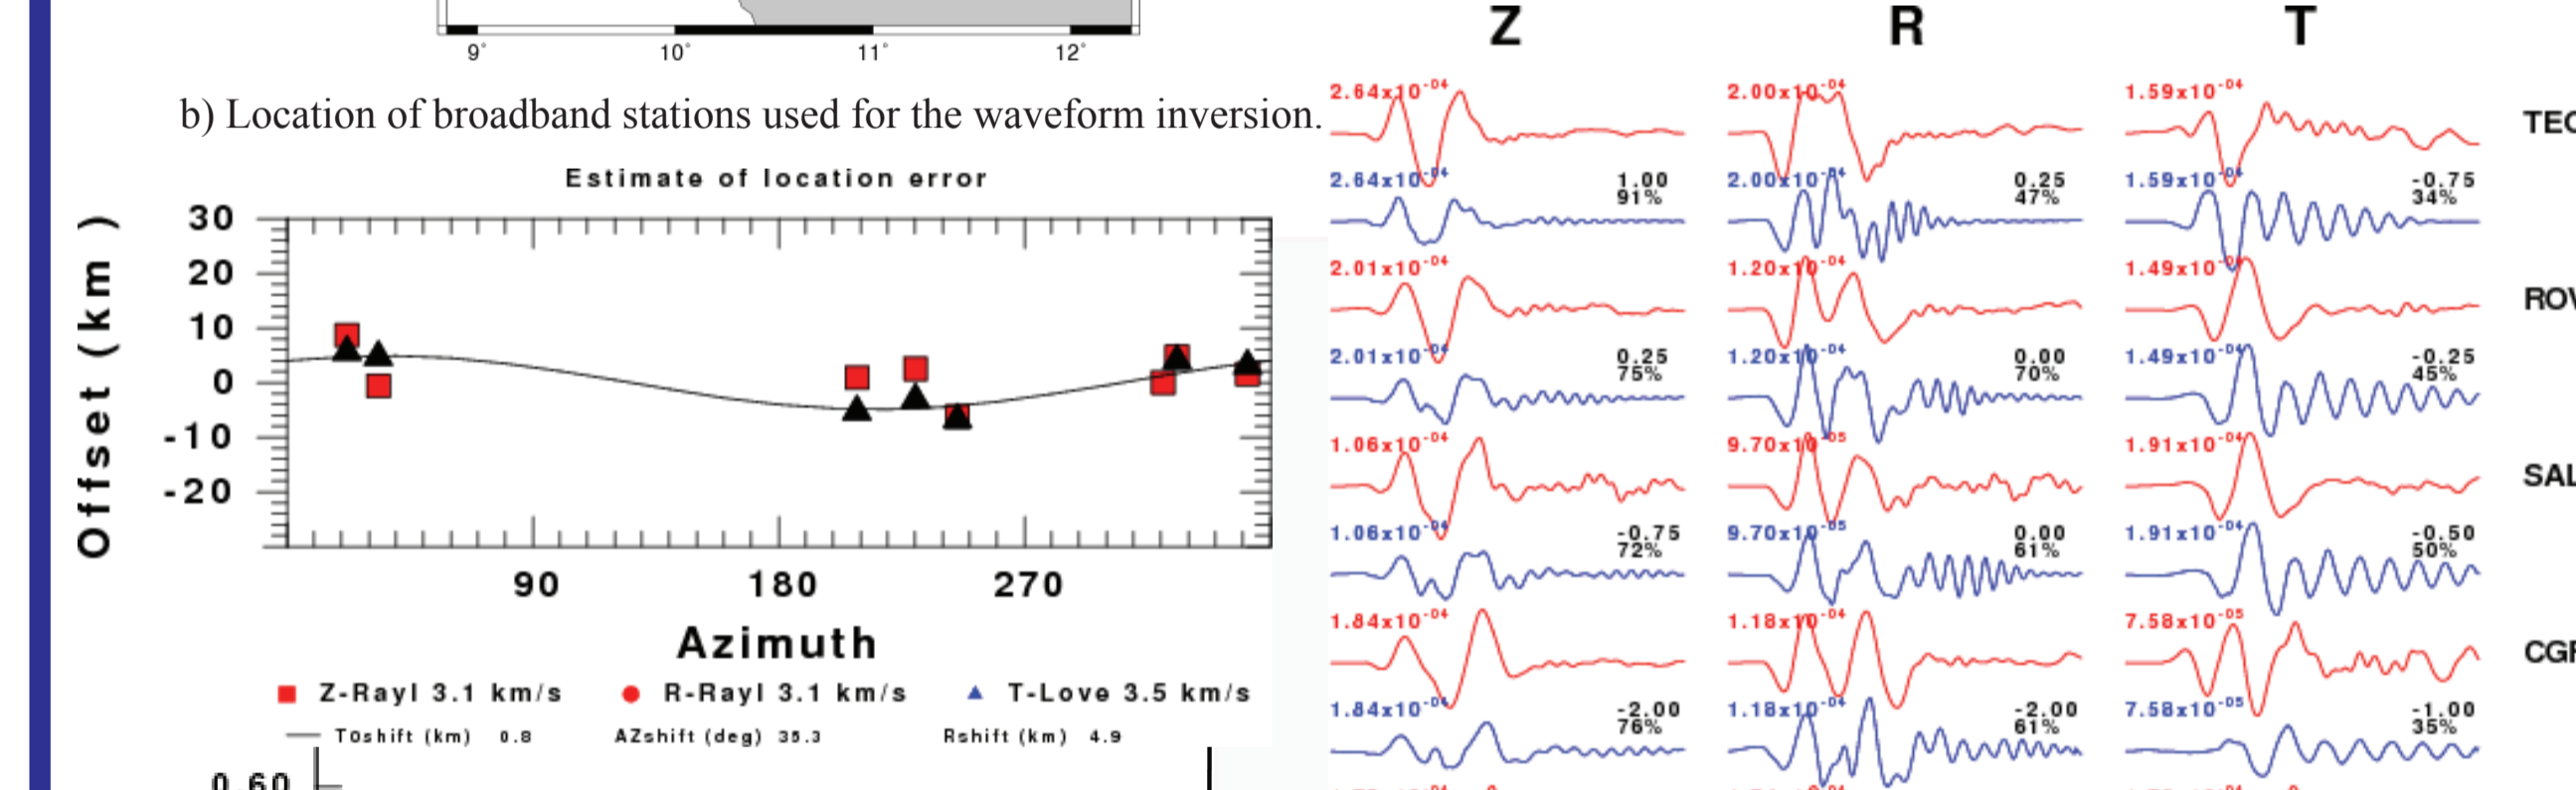 9° 10° 11° 12°
b) Location of broadband stations used for the waveform inversion.
Estimate of location error
Offset (km )
30
20
10
0
-10
-20
90 180 270
Azimuth
Z-Rayl 3.1 km/s R-Rayl 3.1 km/s T-Love 3.5 km/s
T0shift (km) 0.8 AZshift (deg) 35.3 Rshift (km) 4.9
0.60
Z R T
2.64x10⁻⁰⁴ 2.00x10⁻⁰⁴ 1.59x10⁻⁰⁴
2.64x10⁻⁰⁴ 1.00 2.00x10⁻⁰⁴ 0.25 1.59x10⁻⁰⁴ -0.75
91% 47% 34%
2.01x10⁻⁰⁴ 1.20x10⁻⁰⁴ 1.49x10
2.01x10⁻⁰⁴ 0.25 1.20x10⁻⁰⁴ 0.00 1.49x10⁻⁰⁴ -0.25
75% 70% 45%
1.06x10⁻⁰⁴ 9.70x10⁻⁰⁵ 1.91x10⁻⁰⁴
1.06x10⁻⁰⁴ -0.75 9.70x10⁻⁰⁵ 0.00 1.91x10⁻⁰⁴ -0.50
72% 61% 50%
1.84x10⁻⁰⁴ 1.18x10⁻⁰⁴ 7.58x10⁻⁰⁵
1.84x10⁻⁰⁴ -2.00 1.18x10⁻⁰⁴ -2.00 7.58x10⁻⁰⁵ -1.00
76% 61% 35%
SAL